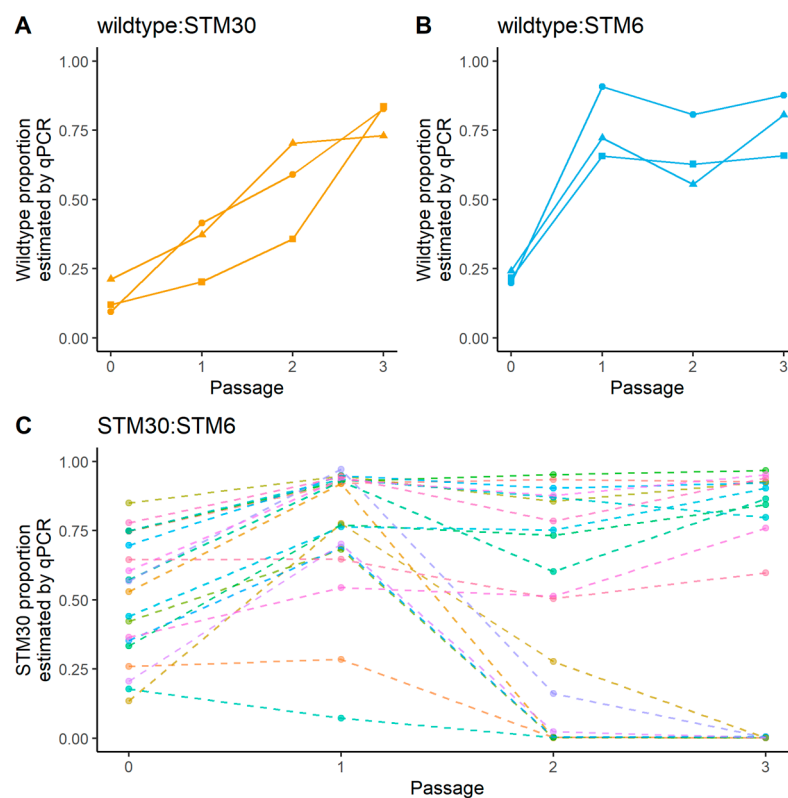 A wildtype:STM30
Wildtype proportion
estimated by qPCR
1.00
0.75
0.50
0.25
0.00
0 1 2 3
Passage
B wildtype:STM6
Wildtype proportion
estimated by qPCR
1.00
0.75
0.50
0.25
0.00
0 1 2 3
Passage
C STM30:STM6
STM30 proportion
estimated by qPCR
1.00
0.75
0.50
0.25
0.00
0 1 2 3
Passage